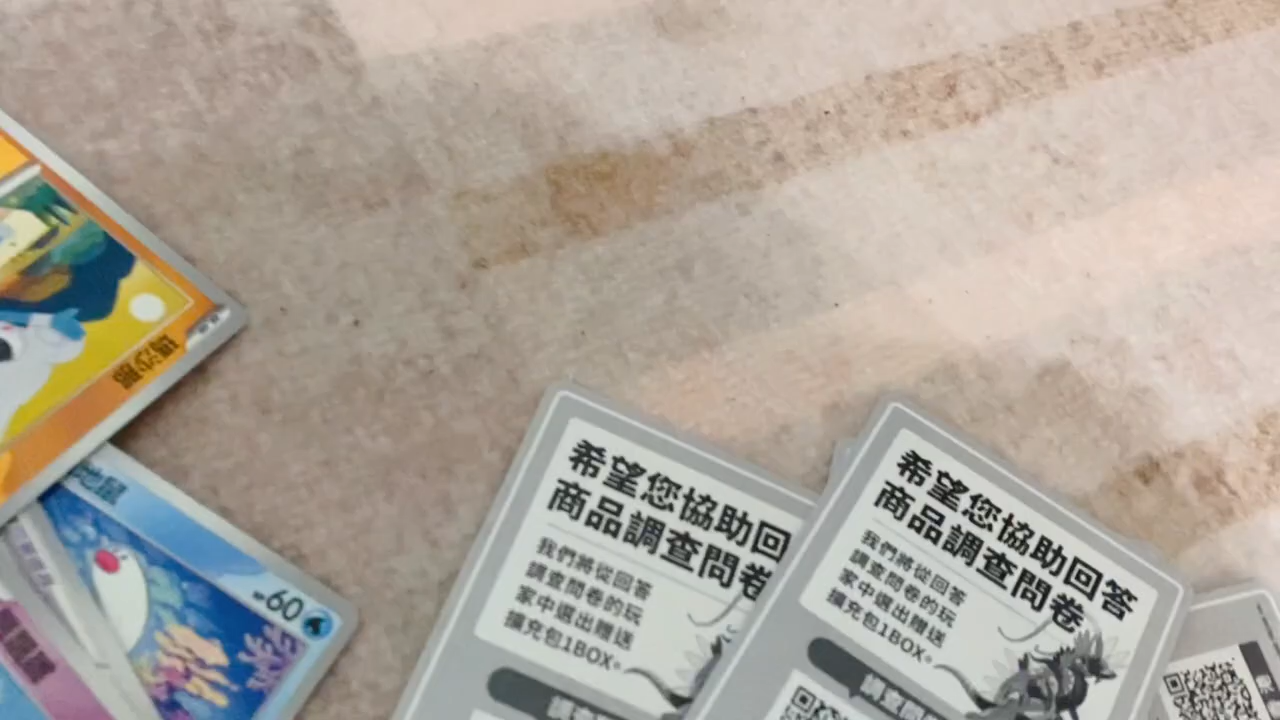 希望您協助回
商品調查問卷
我們將從回答
調查問卷的玩
家中選出贈送
擴充包1BOX。
希望您協助回答
商品調查問卷
我們將從回答
調查問卷的玩
家中選出贈送
擴充包1BOX。
地鼠
60